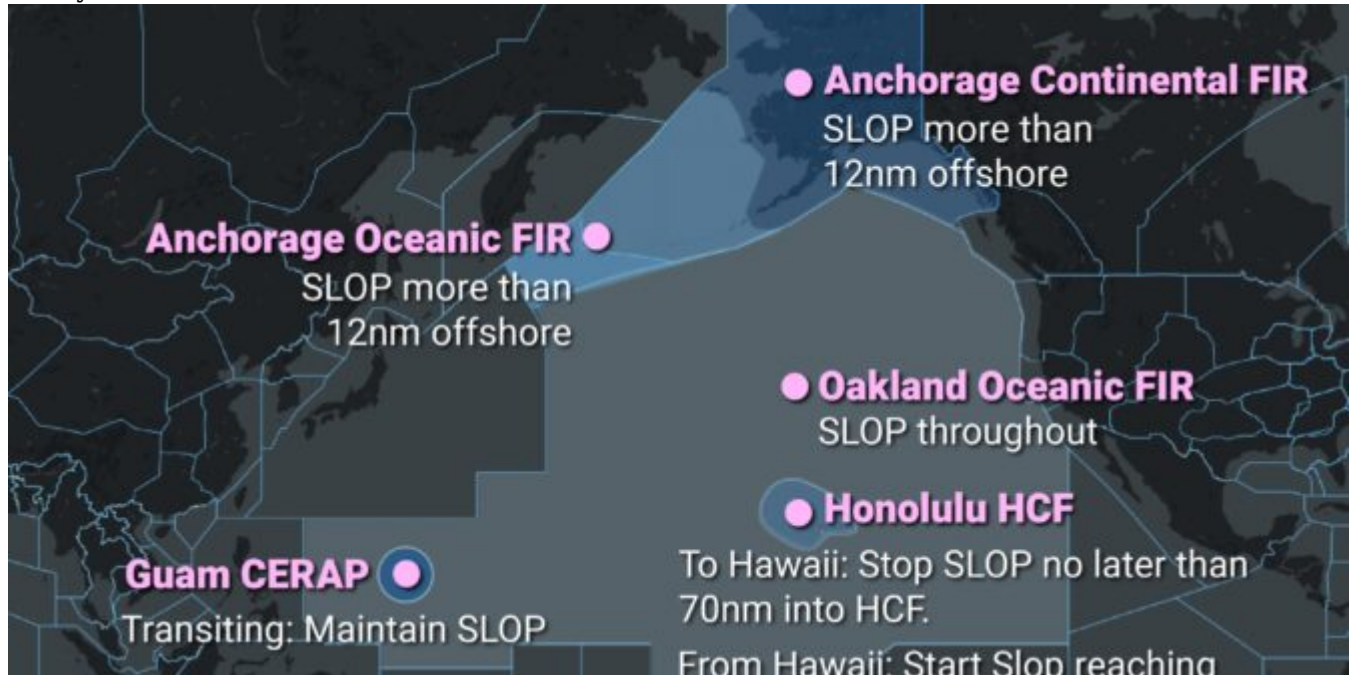 Anchorage Continental FIR
SLOP more than
12nm offshore
Anchorage Oceanic FIR
SLOP more than
12nm offshore
Oakland Oceanic FIR
SLOP throughout
Honolulu HCF
To Hawaii: Stop SLOP no later than
70nm into HCF.
From Hawaii: Start Slop reaching
Guam CERAP
Transiting: Maintain SLOP